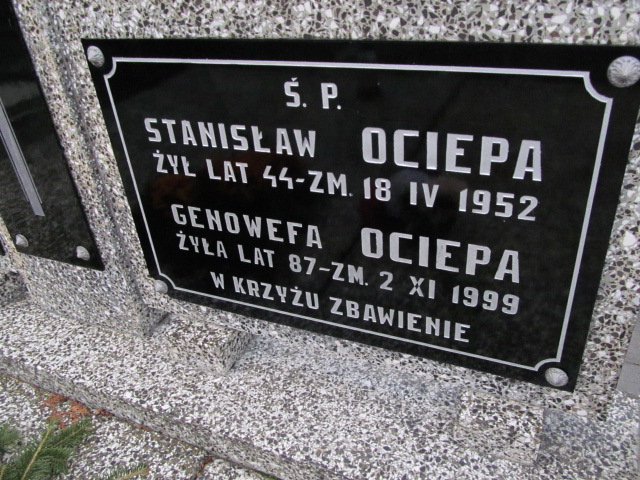 Ś. P.
STANISŁAW OCIEPA
ŻYŁ LAT 44-ZM. 18 IV 1952
GENOWEFA OCIEPA
ŻYŁA LAT 87-ZM. 2 XI 1999
W KRZYŻU ZBAWIENIE